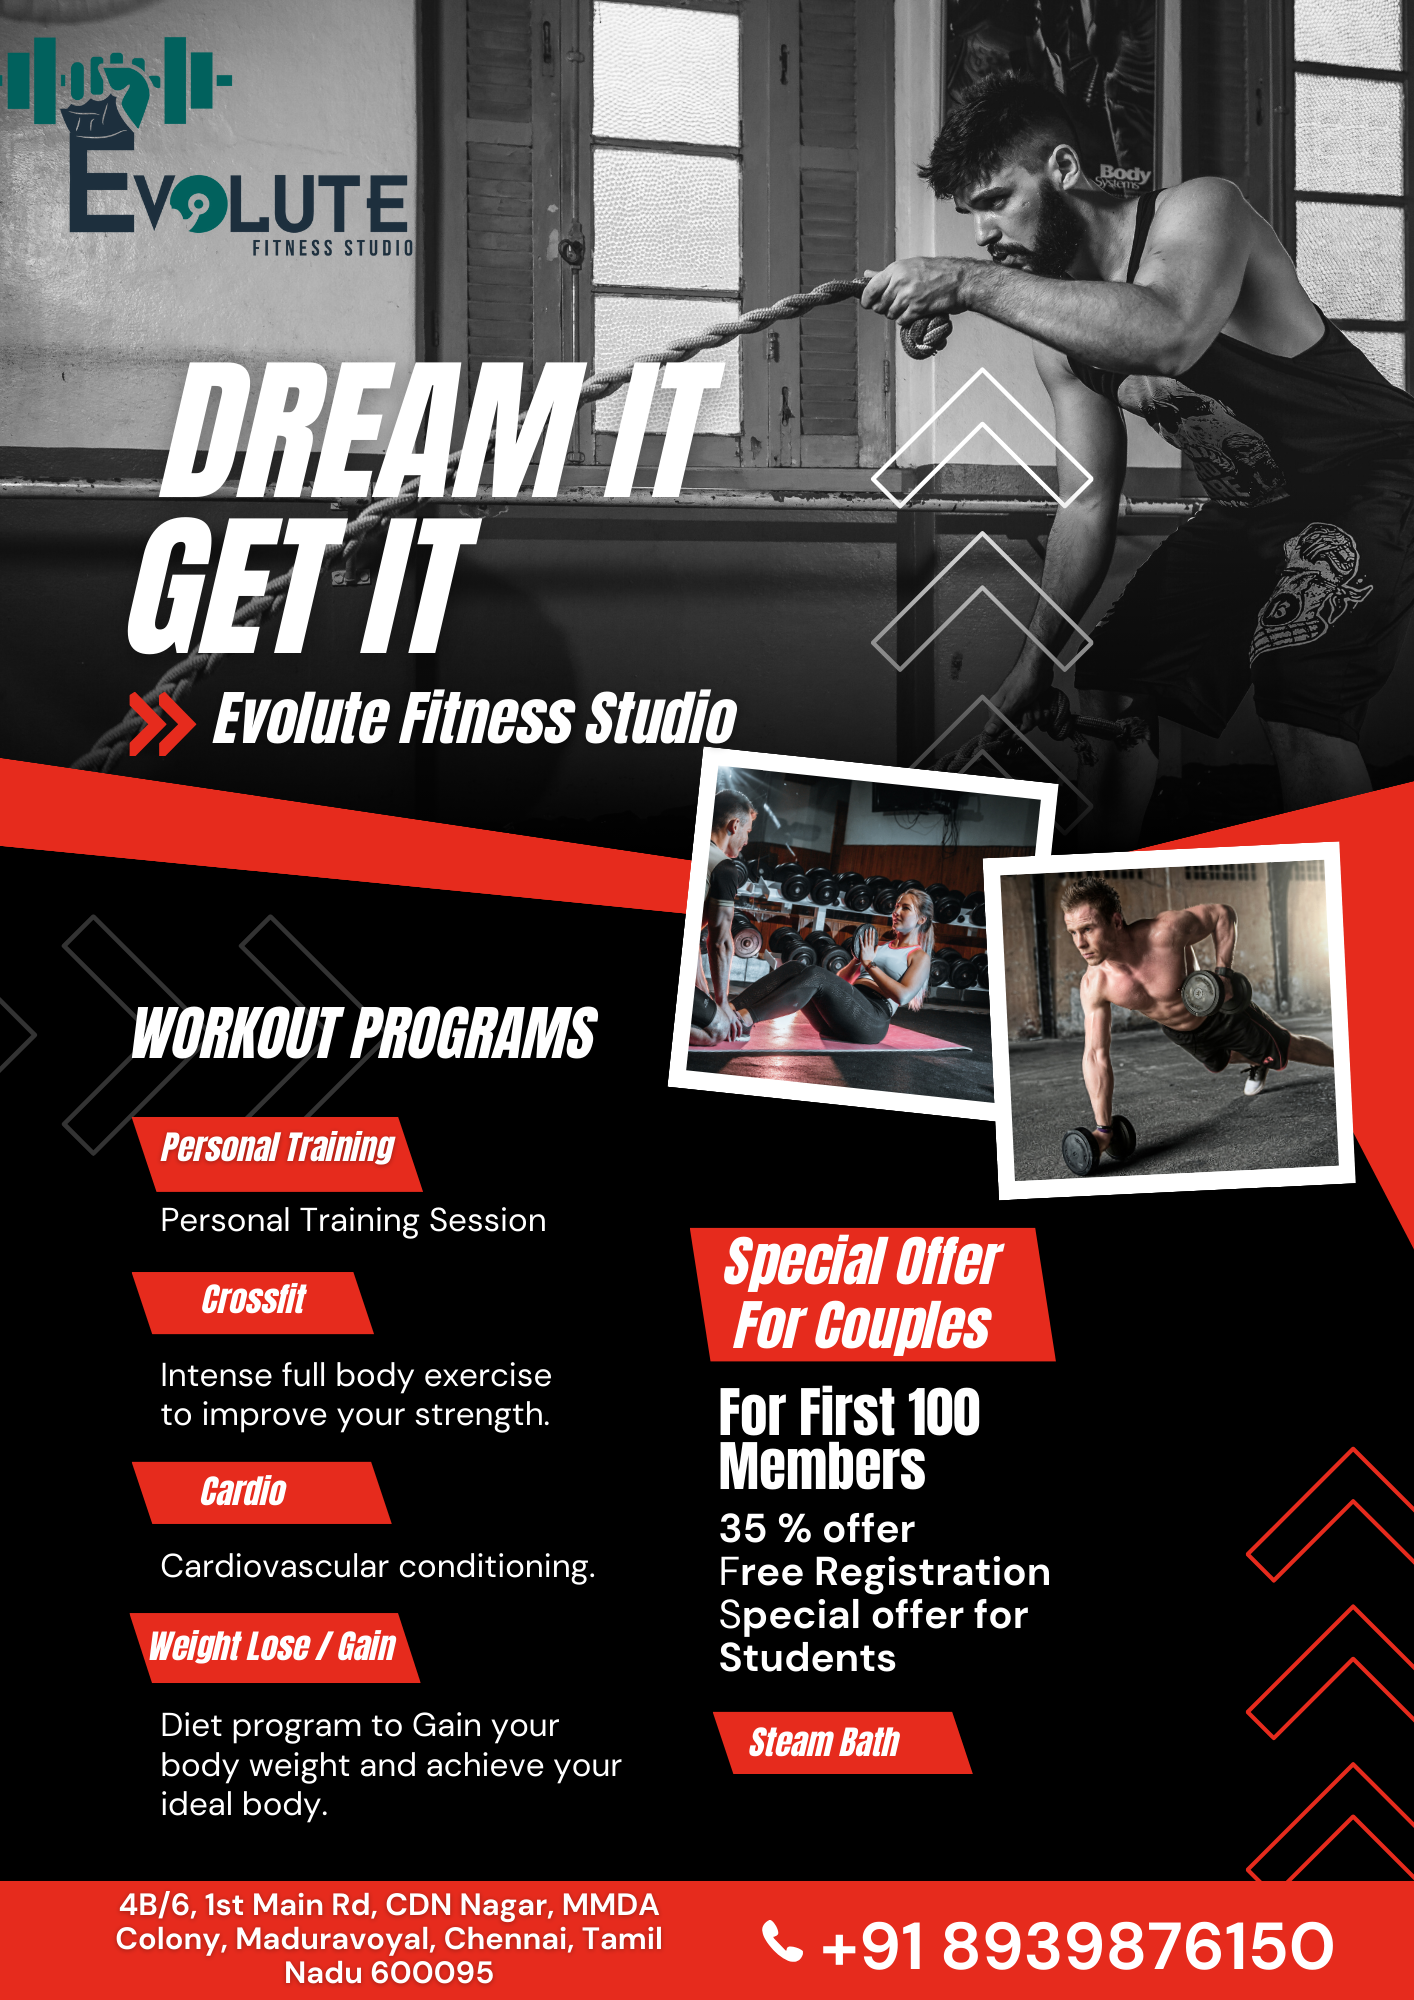 EVOLUTE
FITNESS STUDIO
Body
Systems
DREAM IT
GET IT
Evolute Fitness Studio
WORKOUT PROGRAMS
Personal Training
Personal Training Session
Crossfit
Intense full body exercise
to improve your strength.
Cardio
Cardiovascular conditioning.
Weight Lose / Gain
Diet program to Gain your
body weight and achieve your
ideal body.
Special Offer
For Couples
For First 100
Members
35 % offer
Free Registration
Special offer for
Students
Steam Bath
4B/6, 1st Main Rd, CDN Nagar, MMDA
Colony, Maduravoyal, Chennai, Tamil
Nadu 600095
+91 8939876150